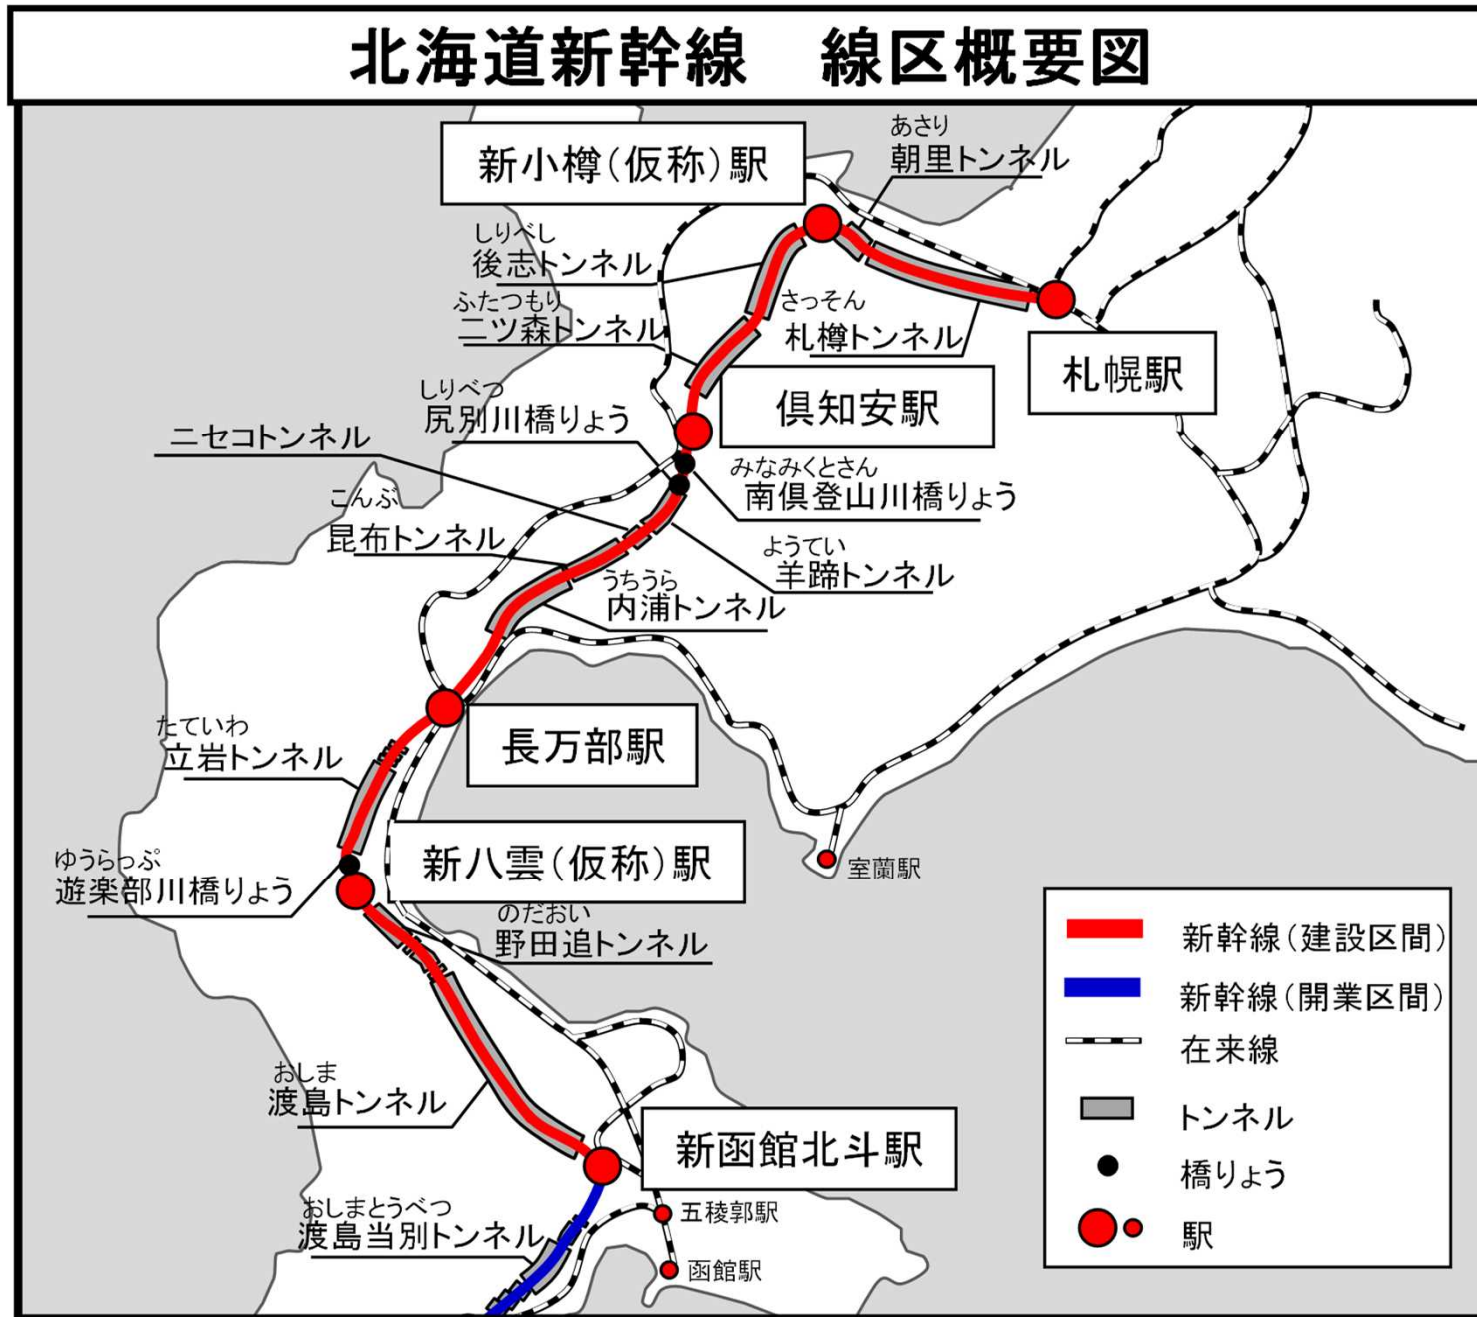 北海道新幹線　線区概要図
あさり
朝里トンネル
新小樽(仮称)駅
しりべし
後志トンネル
ふたつもり
二ツ森トンネル
さっそん
札樽トンネル
札幌駅
倶知安駅
しりべつ
尻別川橋りょう
ニセコトンネル
みなみくとさん
南倶登山川橋りょう
こんぶ
昆布トンネル
ようてい
羊蹄トンネル
うちうら
内浦トンネル
長万部駅
たていわ
立岩トンネル
新八雲(仮称)駅
ゆうらっぷ
遊楽部川橋りょう
室蘭駅
のだおい
野田追トンネル
おしま
渡島トンネル
新函館北斗駅
おしまとうべつ
渡島当別トンネル
五稜郭駅
函館駅
新幹線(建設区間)
新幹線(開業区間)
在来線
トンネル
橋りょう
駅